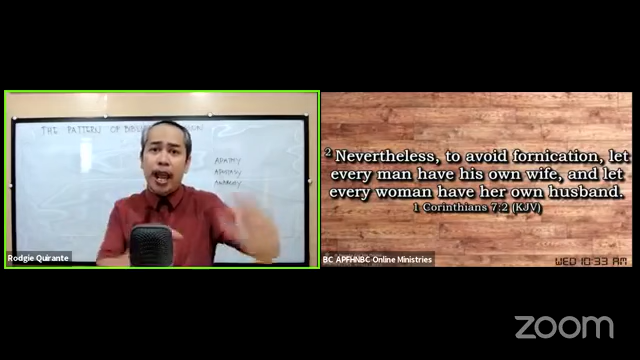 THE PATTERN OF
APATHY
APOSTASY
ANARCHY
Rodgie Quirante
² Nevertheless, to avoid fornication, let
every man have his own wife, and let
every woman have her own husband.
1 Corinthians 7:2 (KJV)
BC APFHNBC Online Ministries
WED 10:33 AM
zoom